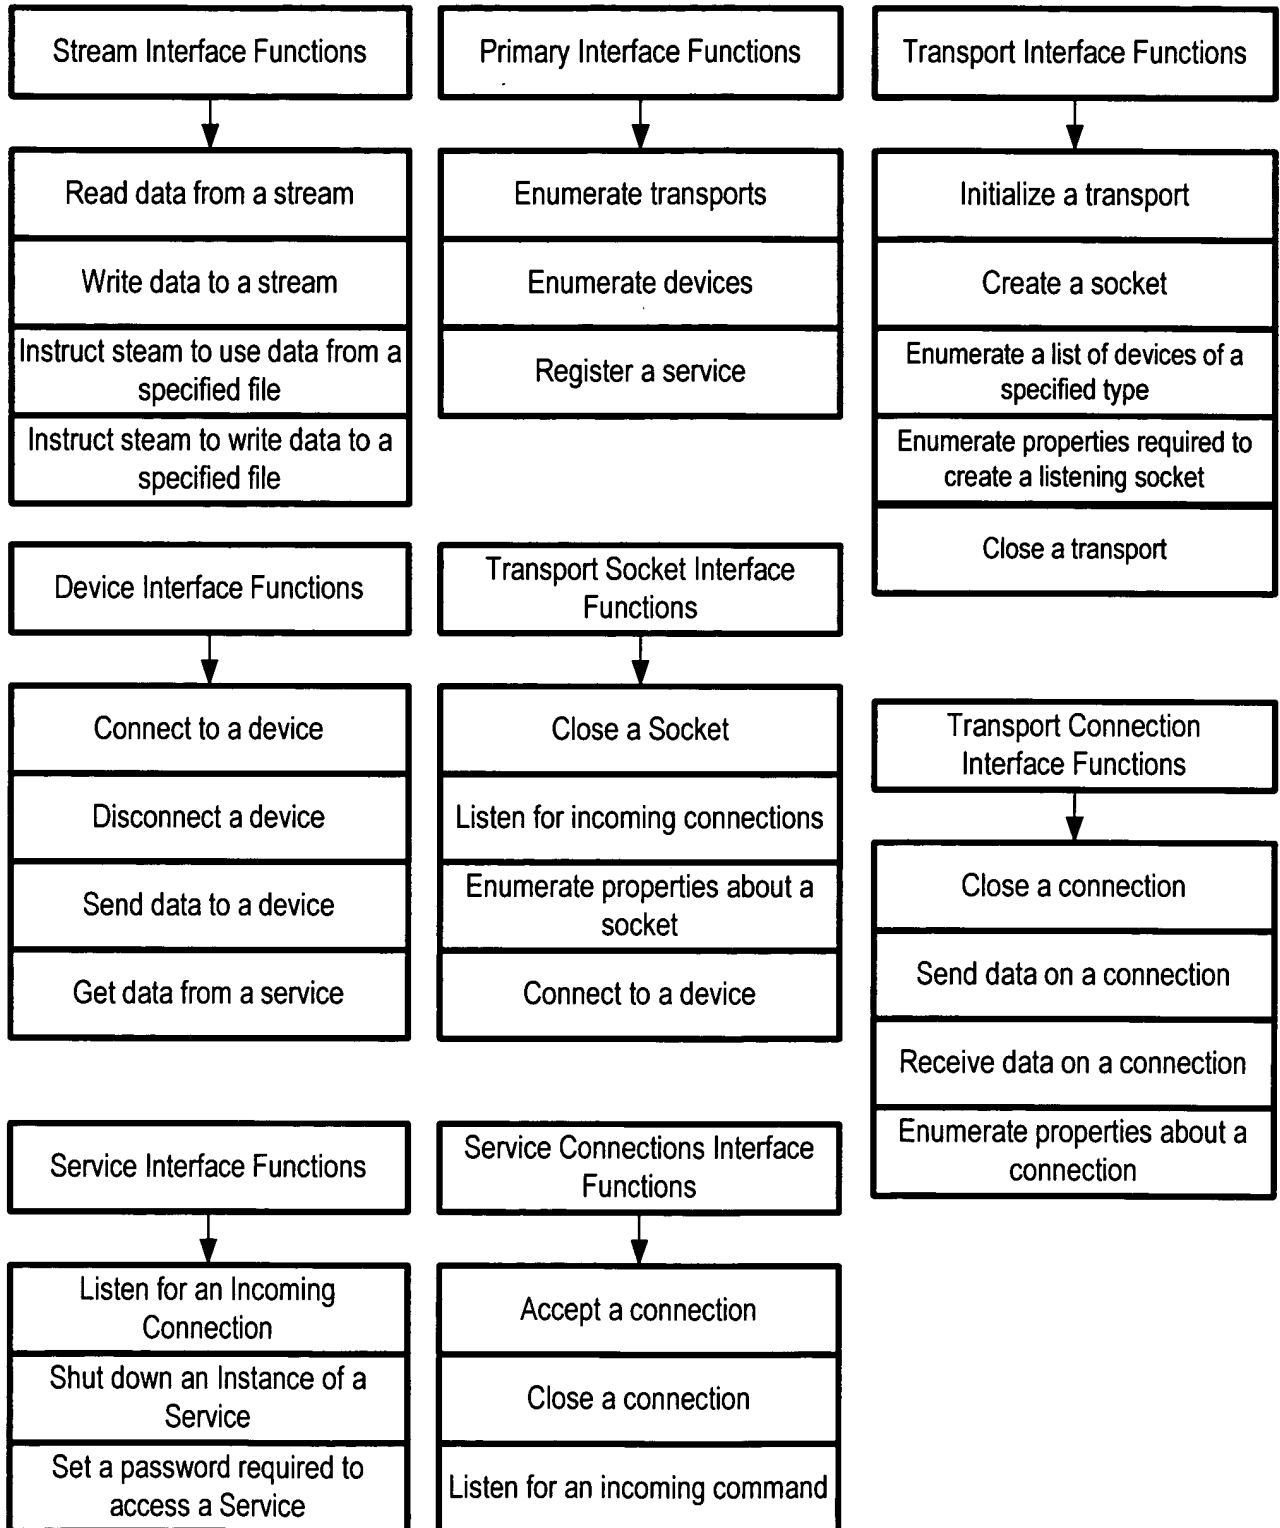 Stream Interface Functions
Read data from a stream
Write data to a stream
Instruct steam to use data from a
specified file
Instruct steam to write data to a
specified file
Primary Interface Functions
Enumerate transports
Enumerate devices
Register a service
Transport Interface Functions
Initialize a transport
Create a socket
Enumerate a list of devices of a
specified type
Enumerate properties required to
create a listening socket
Close a transport
Device Interface Functions
Connect to a device
Disconnect a device
Send data to a device
Get data from a service
Transport Socket Interface
Functions
Close a Socket
Listen for incoming connections
Enumerate properties about a
socket
Connect to a device
Transport Connection
Interface Functions
Close a connection
Send data on a connection
Receive data on a connection
Enumerate properties about a
connection
Service Interface Functions
Listen for an Incoming
Connection
Shut down an Instance of a
Service
Set a password required to
access a Service
Service Connections Interface
Functions
Accept a connection
Close a connection
Listen for an incoming command